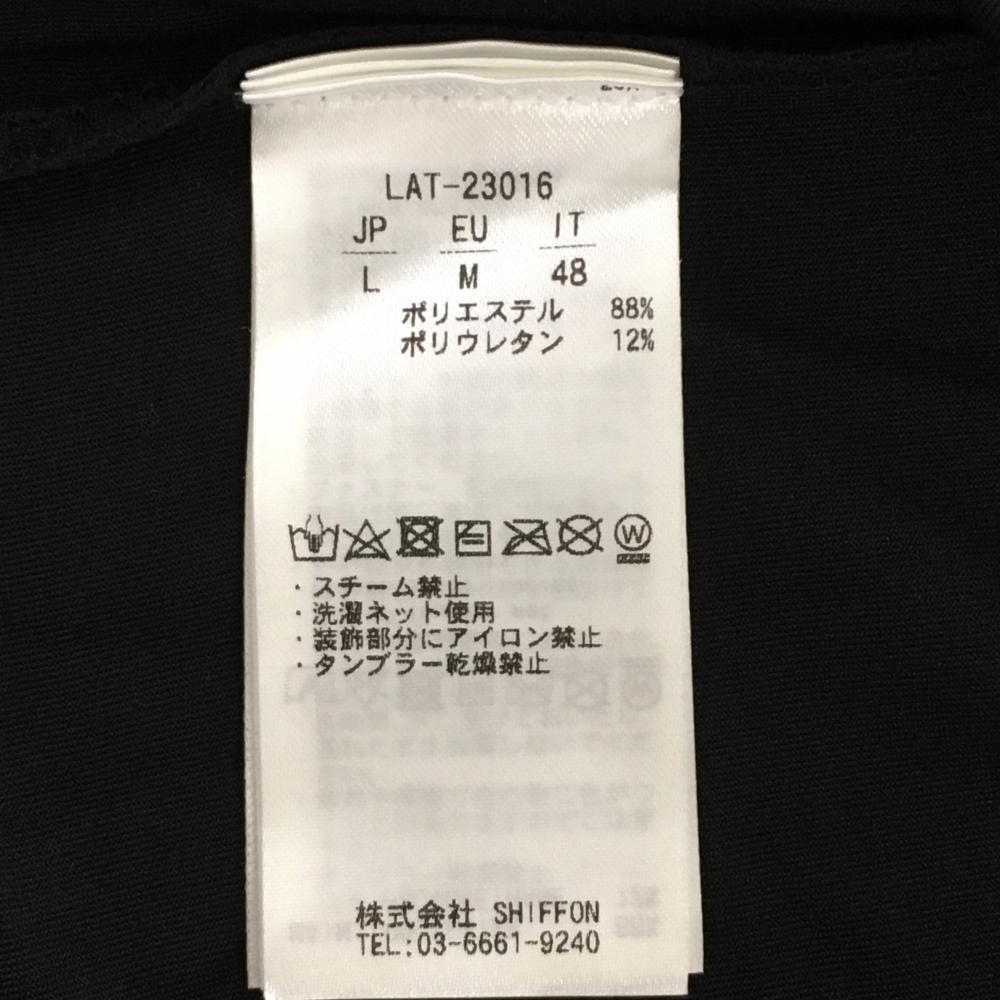 LAT-23016
JP EU IT
L M 48
ポリエステル 88%
ポリウレタン 12%
W
・スチーム禁止
・洗濯ネット使用
・装飾部分にアイロン禁止
・タンブラー乾燥禁止
株式会社 SHIFFON
TEL:03-6661-9240